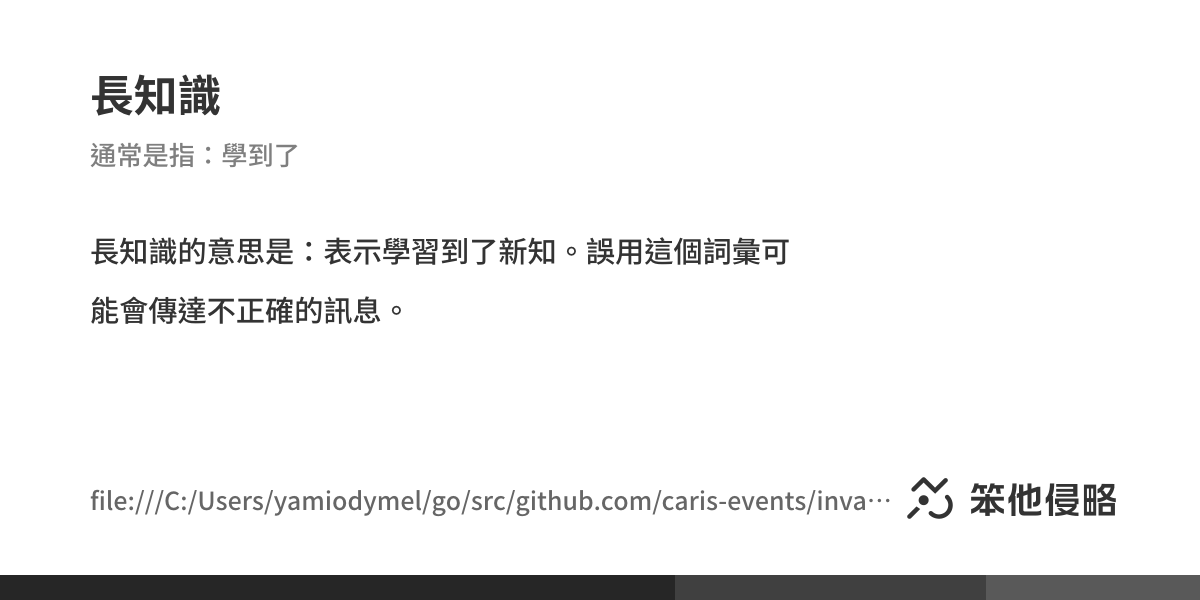 長知識
通常是指：學到了
長知識的意思是：表示學習到了新知。誤用這個詞彙可
能會傳達不正確的訊息。
file:///C:/Users/yamiodymel/go/src/github.com/caris-events/inva…
笨他侵略